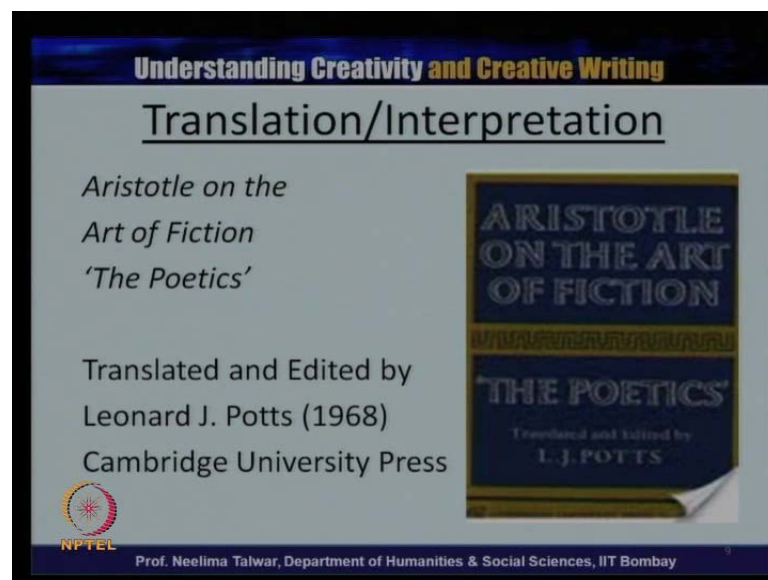 Understanding Creativity and Creative Writing
Translation/Interpretation
Aristotle on the
Art of Fiction
‘The Poetics’
Translated and Edited by
Leonard J. Potts (1968)
Cambridge University Press
ARISTOTLE
ON THE ART
OF FICTION
‘THE POETICS’
Translated and Edited by
L.J. POTTS
NPTEL
Prof. Neelima Talwar, Department of Humanities & Social Sciences, IIT Bombay
9